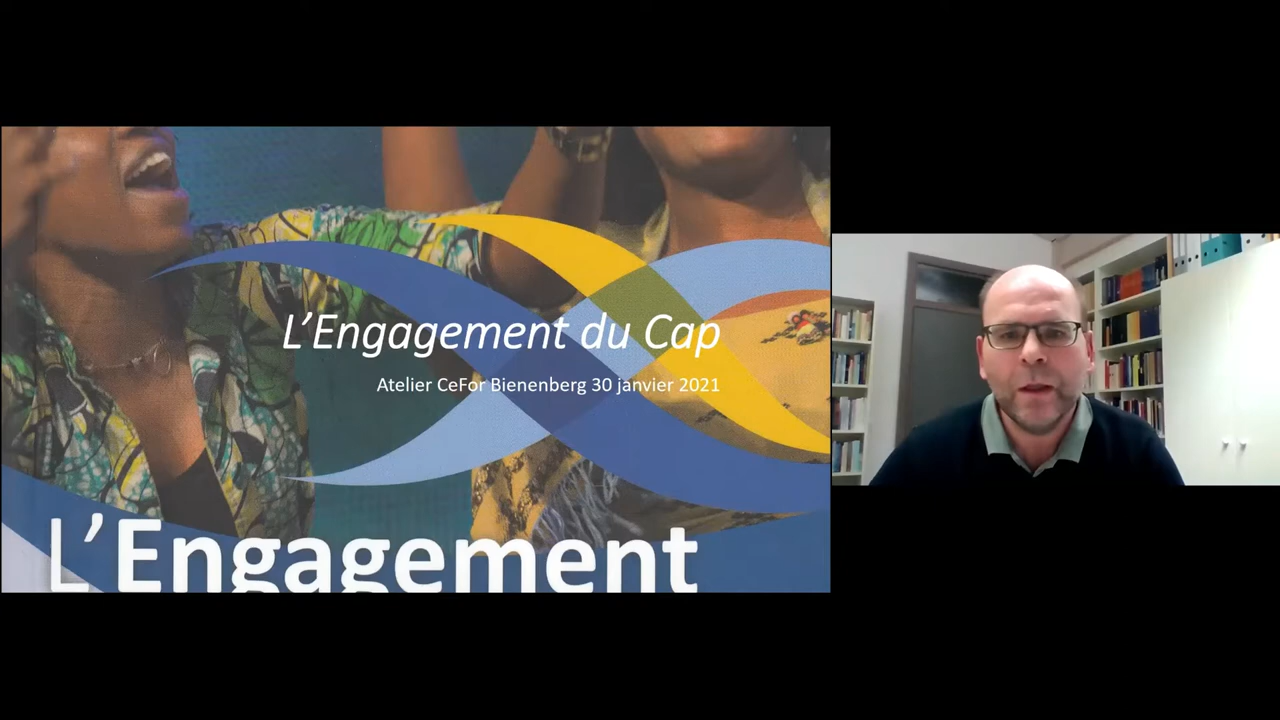 L'Engagement du Cap
Atelier CeFor Bienenberg 30 janvier 2021
L'Engagement